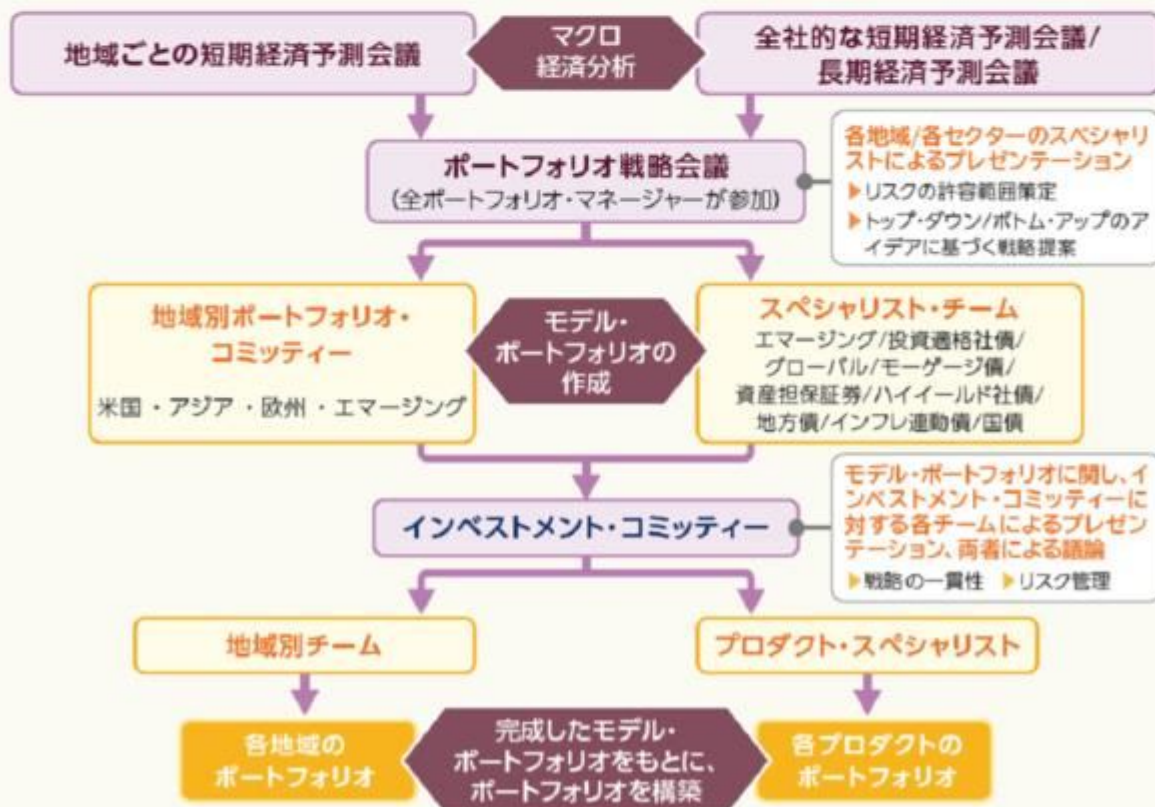 地域ごとの短期経済予測会議
マクロ
経済分析
全社的な短期経済予測会議/
長期経済予測会議
ポートフォリオ戦略会議
(全ポートフォリオ・マネージャーが参加)
各地域/各セクターのスペシャリ
ストによるプレゼンテーション
▶リスクの許容範囲策定
▶トップ・ダウン/ボトム・アップのア
イデアに基づく戦略提案
地域別ポートフォリオ・
コミッティー
米国・アジア・欧州・エマージング
モデル・
ポートフォリオの
作成
スペシャリスト・チーム
エマージング/投資適格社債/
グローバル/モーゲージ債/
資産担保証券/ハイイールド社債/
地方債/インフレ連動債/国債
インベストメント・コミッティー
モデル・ポートフォリオに関し、イ
ンベストメント・コミッティーに
対する各チームによるプレゼン
テーション、両者による議論
▶戦略の一貫性 ▶リスク管理
地域別チーム
プロダクト・スペシャリスト
各地域の
ポートフォリオ
完成したモデル・
ポートフォリオをもとに、
ポートフォリオを構築
各プロダクトの
ポートフォリオ